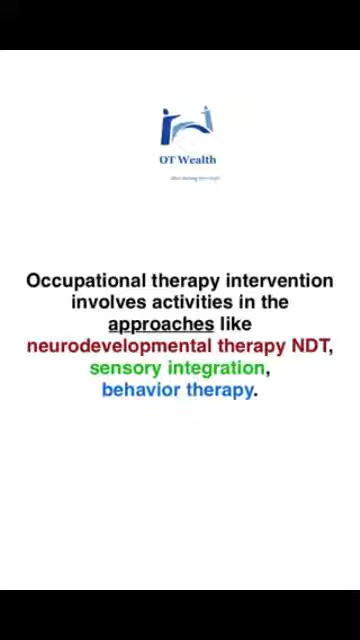 OT Wealth
Occupational therapy intervention
involves activities in the
approaches like
neurodevelopmental therapy NDT,
sensory integration,
behavior therapy.